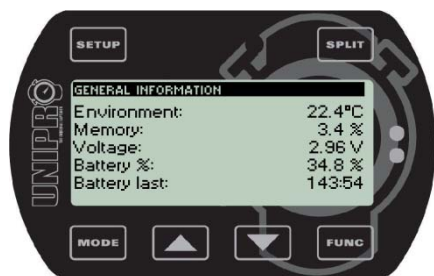 SETUP
SPLIT
GENERAL INFORMATION
Environment: 22.4°C
Memory: 3.4 %
Voltage: 2.96 V
Battery %: 34.8 %
Battery last: 143:54
UNIPRO
MODE
FUNC